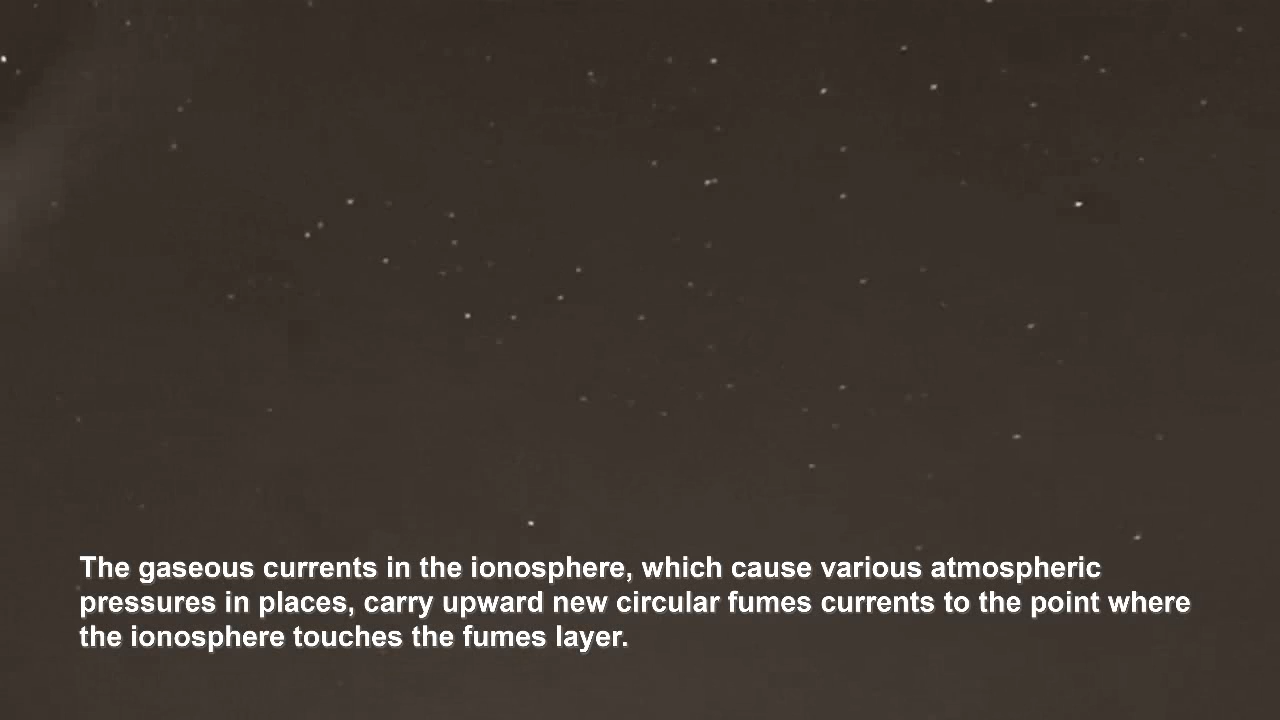 The gaseous currents in the ionosphere, which cause various atmospheric
pressures in places, carry upward new circular fumes currents to the point where
the ionosphere touches the fumes layer.